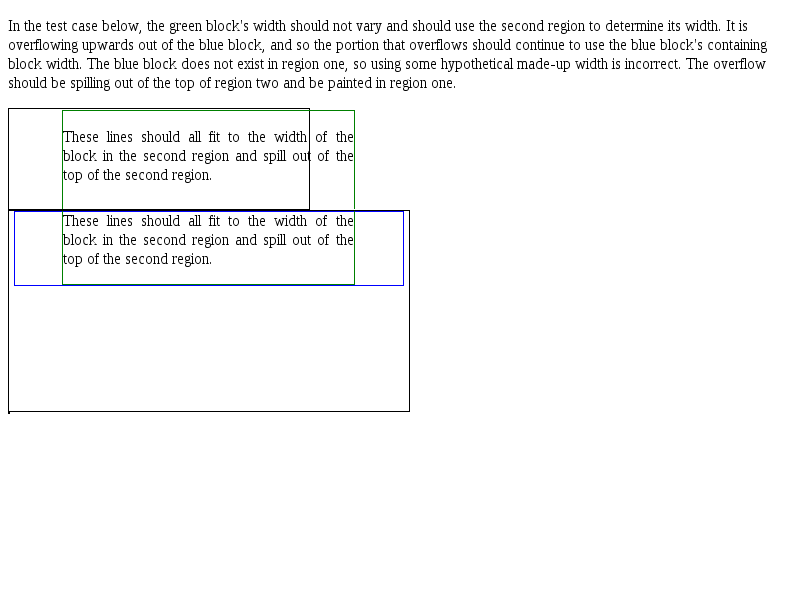 In the test case below, the green block's width should not vary and should use the second region to determine its width. It is
overflowing upwards out of the blue block, and so the portion that overflows should continue to use the blue block's containing
block width. The blue block does not exist in region one, so using some hypothetical made-up width is incorrect. The overflow
should be spilling out of the top of region two and be painted in region one.
These lines should all fit to the width of the
block in the second region and spill out of the
top of the second region.
These lines should all fit to the width of the
block in the second region and spill out of the
top of the second region.